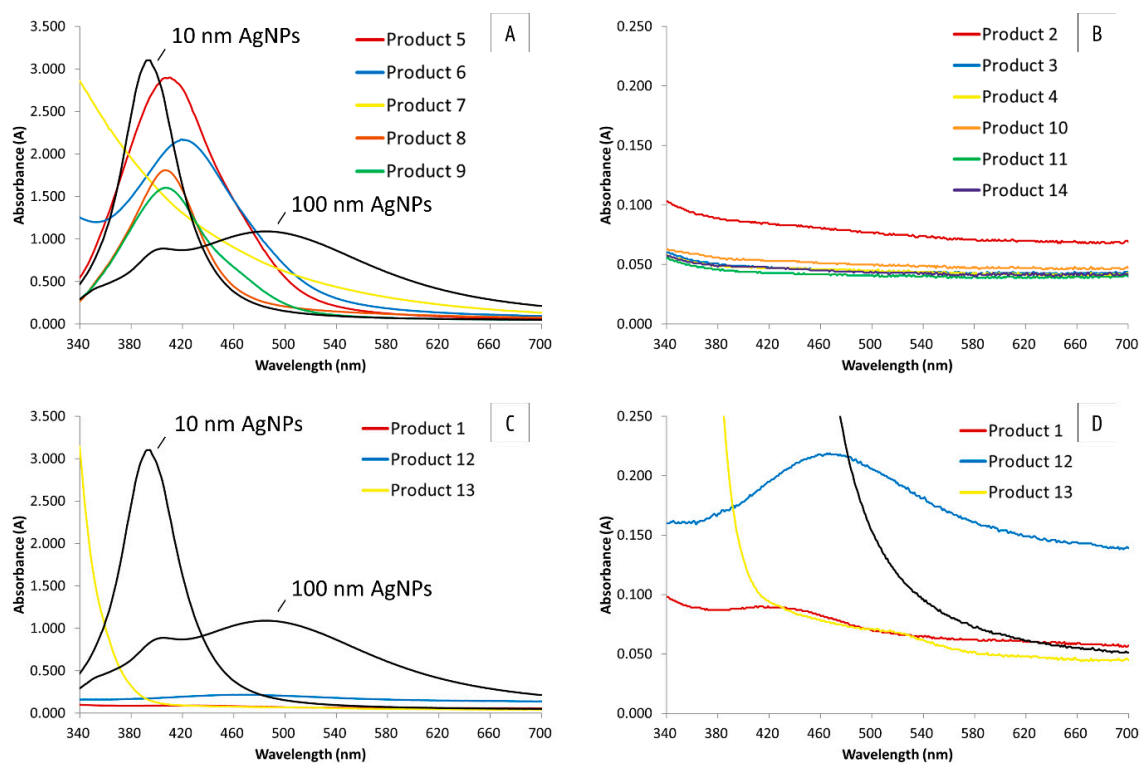 3.500
3.000
2.500
2.000
1.500
1.000
0.500
0.000
Absorbance (A)
340 380 420 460 500 540 580 620 660 700
Wavelength (nm)
10 nm AgNPs
100 nm AgNPs
Product 5
Product 6
Product 7
Product 8
Product 9
A
0.250
0.200
0.150
0.100
0.050
0.000
Absorbance (A)
340 380 420 460 500 540 580 620 660 700
Wavelength (nm)
Product 2
Product 3
Product 4
Product 10
Product 11
Product 14
B
3.500
3.000
2.500
2.000
1.500
1.000
0.500
0.000
Absorbance (A)
340 380 420 460 500 540 580 620 660 700
Wavelength (nm)
10 nm AgNPs
100 nm AgNPs
Product 1
Product 12
Product 13
C
0.250
0.200
0.150
0.100
0.050
0.000
Absorbance (A)
340 380 420 460 500 540 580 620 660 700
Wavelength (nm)
Product 1
Product 12
Product 13
D